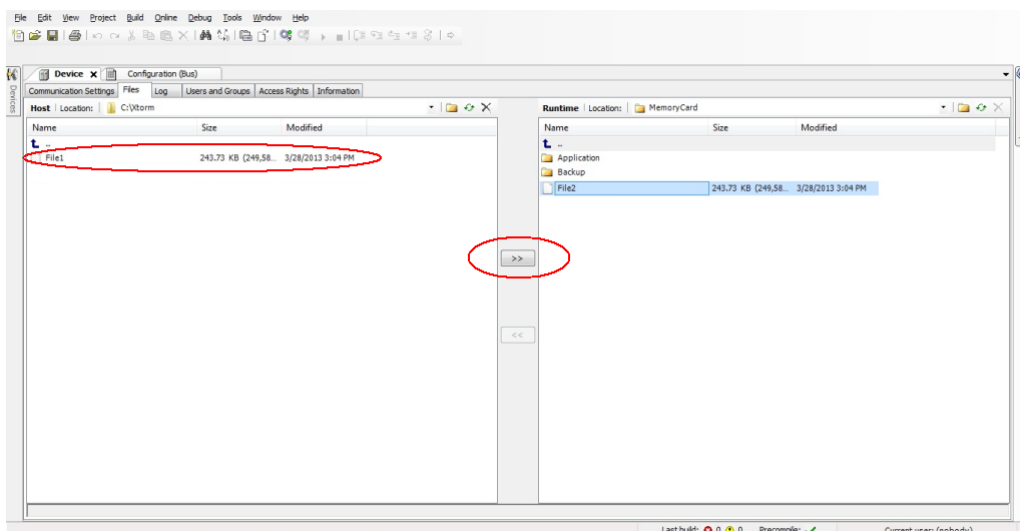 File Edit View Project Build Online Debug Tools Window Help
Device X Configuration (Bus)
Devices
Communication Settings Files Log Users and Groups Access Rights Information
Host Location: C:\Xtorm
Runtime Location: MemoryCard
Name Size Modified
Name Size Modified
..
..
File1 243.73 KB (249,58... 3/28/2013 3:04 PM
Application
Backup
File2 243.73 KB (249,58... 3/28/2013 3:04 PM
>>
<<
Last build: 0 0 Precompile: Current user: (nobody)